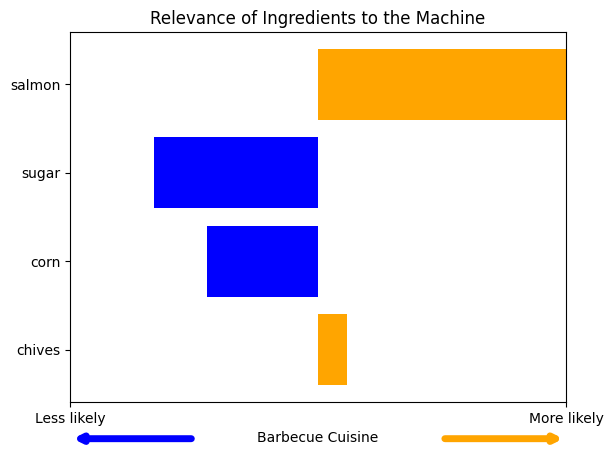 Relevance of Ingredients to the Machine
salmon
sugar
corn
chives
Less likely
More likely
Barbecue Cuisine